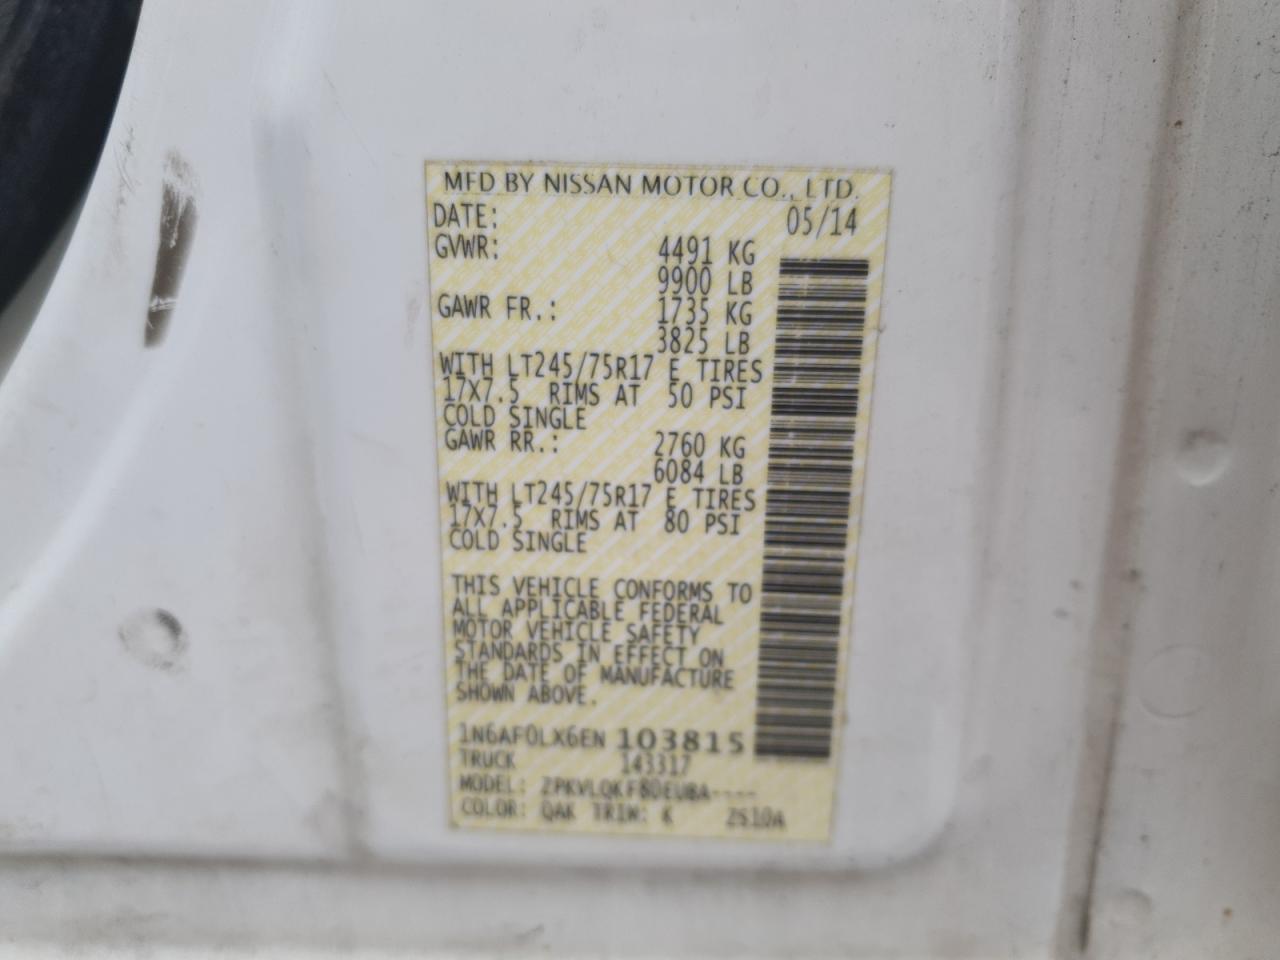 MFD BY NISSAN MOTOR CO., LTD.
DATE: 05/14
GVWR: 4491 KG
9900 LB
GAWR FR.: 1735 KG
3825 LB
WITH LT245/75R17 E TIRES
17X7.5 RIMS AT 50 PSI
COLD SINGLE
GAWR RR.: 2760 KG
6084 LB
WITH LT245/75R17 E TIRES
17X7.5 RIMS AT 80 PSI
COLD SINGLE
THIS VEHICLE CONFORMS TO
ALL APPLICABLE FEDERAL
MOTOR VEHICLE SAFETY
STANDARDS IN EFFECT ON
THE DATE OF MANUFACTURE
SHOWN ABOVE.
1N6AF0LX6EN 103815
TRUCK 143317
MODEL:
COLOR: QAK TRIM: K 2S10A